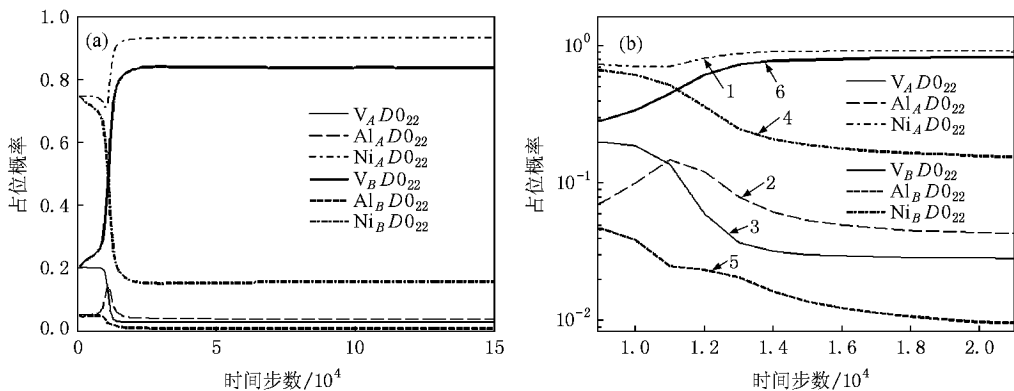 1.0
0.8
0.6
0.4
0.2
0.0
占位概率
(a)
V_A D0_22
Al_A D0_22
Ni_A D0_22
V_B D0_22
Al_B D0_22
Ni_B D0_22
0
5
10
15
时间步数/10^4
10^0
10^-1
10^-2
占位概率
(b)
1
6
4
2
3
5
V_A D0_22
Al_A D0_22
Ni_A D0_22
V_B D0_22
Al_B D0_22
Ni_B D0_22
1.0
1.2
1.4
1.6
1.8
2.0
时间步数/10^4